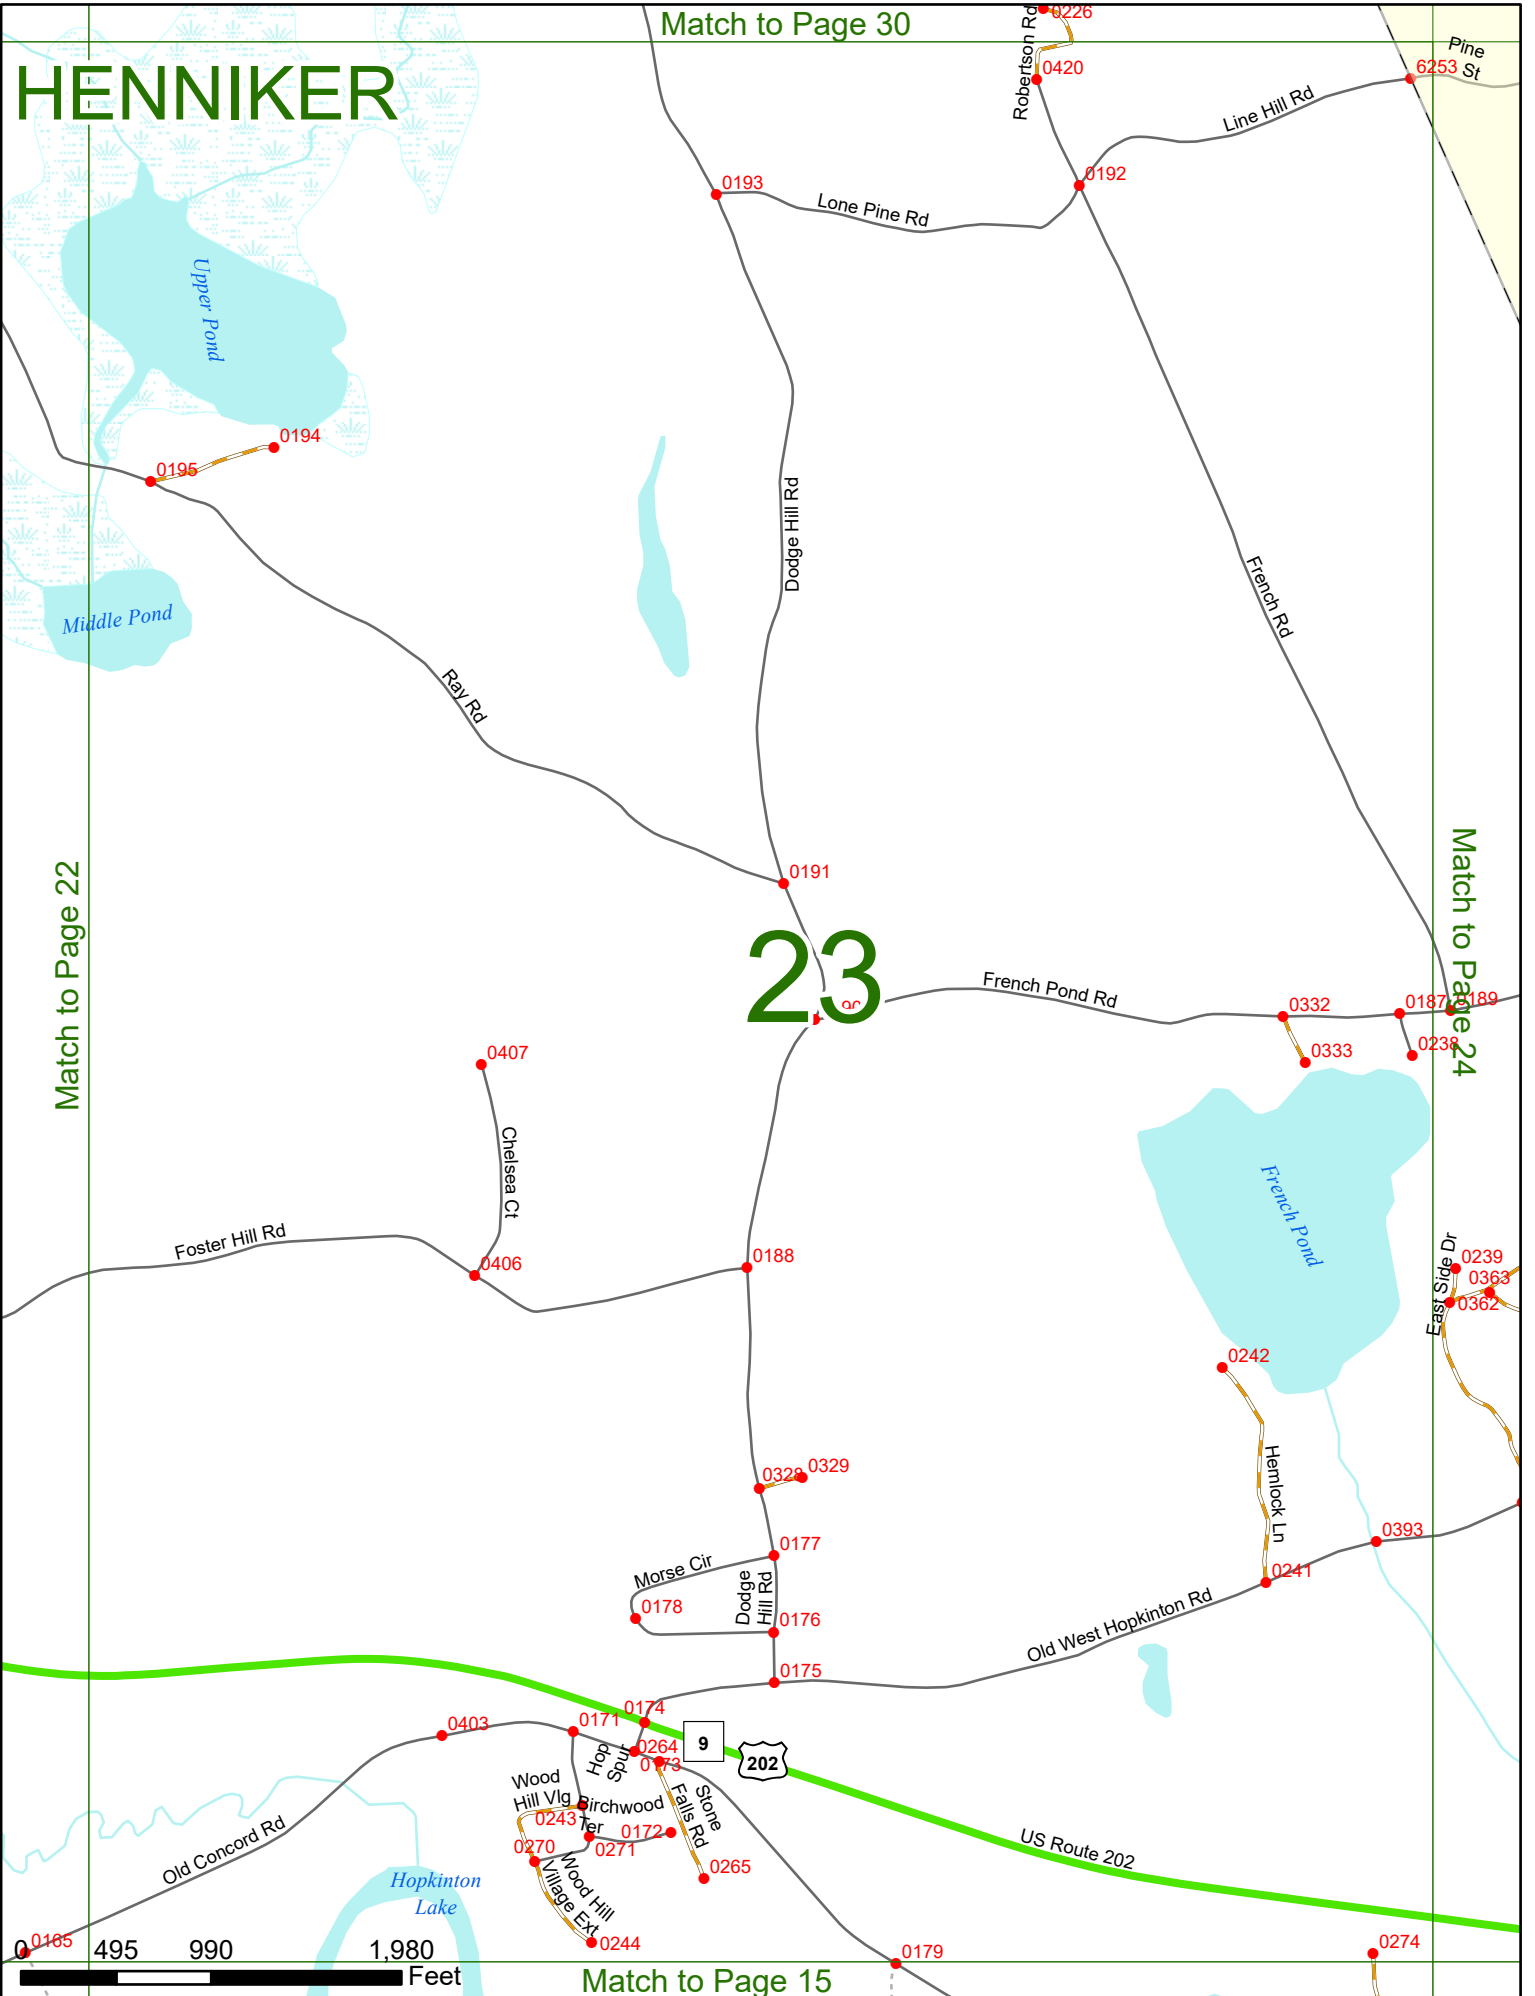 Match to Page 30
HENNIKER
Robertson Rd
0226
0420
Pine
St
6253
Line Hill Rd
0193
Lone Pine Rd
0192
Upper Pond
0194
0195
Dodge Hill Rd
French Rd
Middle Pond
Ray Rd
0191
Match to Page 22
Match to Page 24
23
90
French Pond Rd
0332
0187
0189
0333
0238
0407
Chelsea Ct
French Pond
Foster Hill Rd
0406
0188
East Side Dr
0239
0363
0362
0242
Hemlock Ln
0328
0329
0177
0393
Morse Cir
Dodge
Hill Rd
0241
0178
0176
Old West Hopkinton Rd
0175
0174
0403
0171
9
202
Hop
Spur
0264
0173
Wood
Hill Vlg
Birchwood
Ter
0243
Stone
Falls Rd
0172
0271
0270
US Route 202
Old Concord Rd
0265
Wood Hill
Village Ext
Hopkinton
Lake
0244
0165
0179
0274
0 495 990 1,980
Feet
Match to Page 15